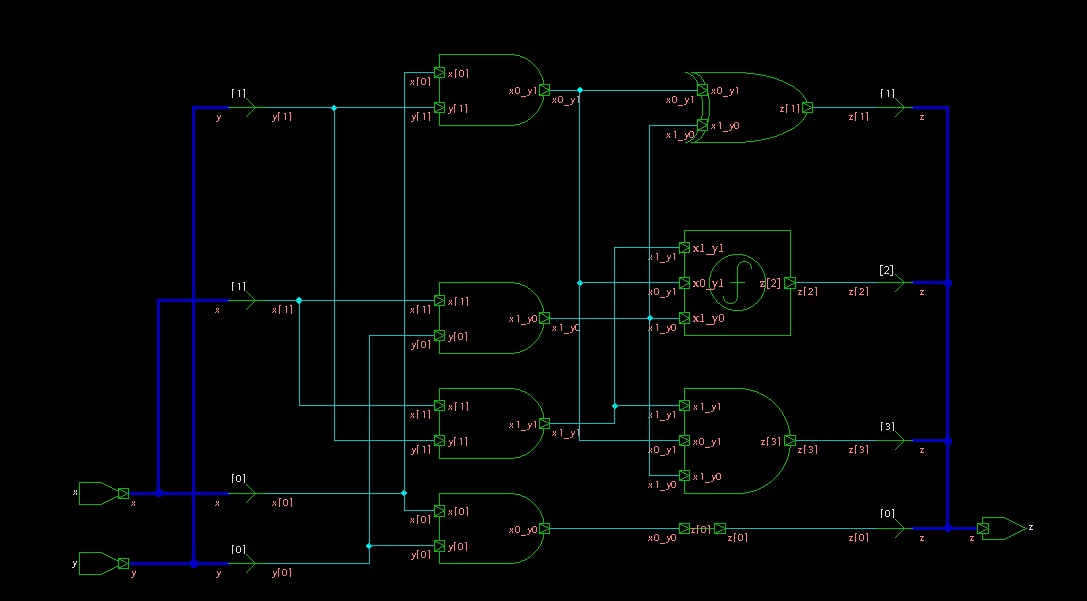 x[0]
x[0]
[1]
x0_y1
x0_y1
[1]
x0_y1
x0_y1
y[1]
z[1]
y
y[1]
y[1]
z[1]
z
x1_y0
x1_y0
x1_y1
x1_y1
[2]
x0_y1
z[2]
x0_y1
z[2]
z[2]
z
[1]
x[1]
x
x[1]
x[1]
x1_y0
x1_y0
x1_y0
x1_y0
y[0]
y[0]
x[1]
x[1]
x1_y1
x1_y1
x1_y1
x1_y1
[3]
y[1]
y[1]
x0_y1
x0_y1
z[3]
z[3]
z[3]
z
[0]
x1_y0
x1_y0
x
x
x
x[0]
x[0]
x[0]
[0]
x0_y0
x0_y0
z[0]
z[0]
z[0]
z
z
z
[0]
y[0]
y[0]
y
y
y
y[0]